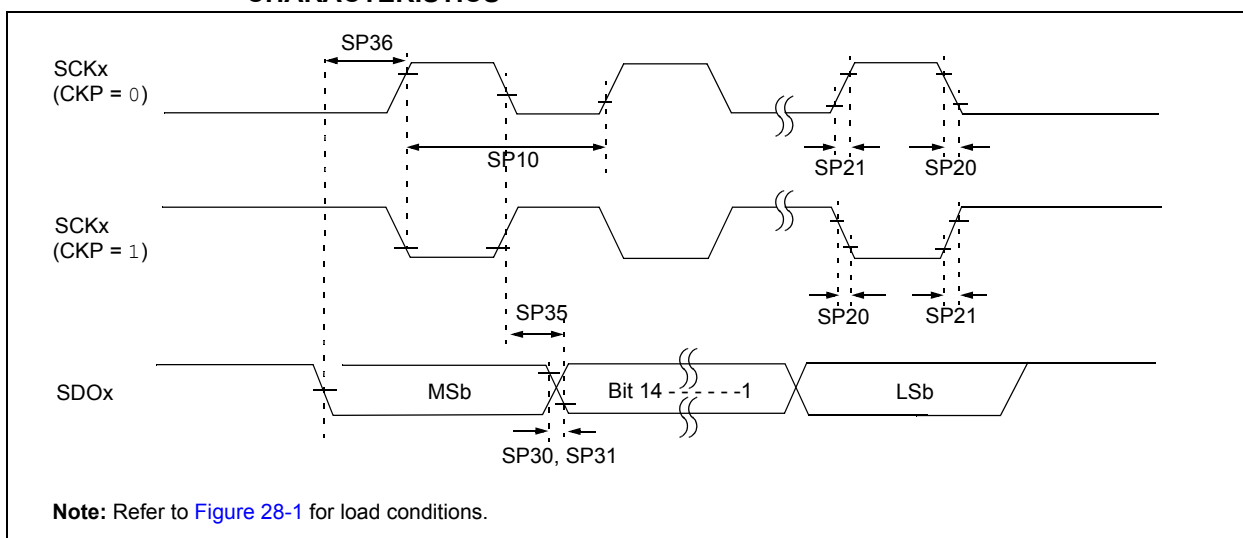 CHARACTERISTICS
SP36
SCKx
(CKP = 0)
SP10
SP21
SP20
SCKx
(CKP = 1)
SP35
SP20
SP21
SDOx
MSb
Bit 14 - - - - - -1
LSb
SP30, SP31
Note: Refer to Figure 28-1 for load conditions.